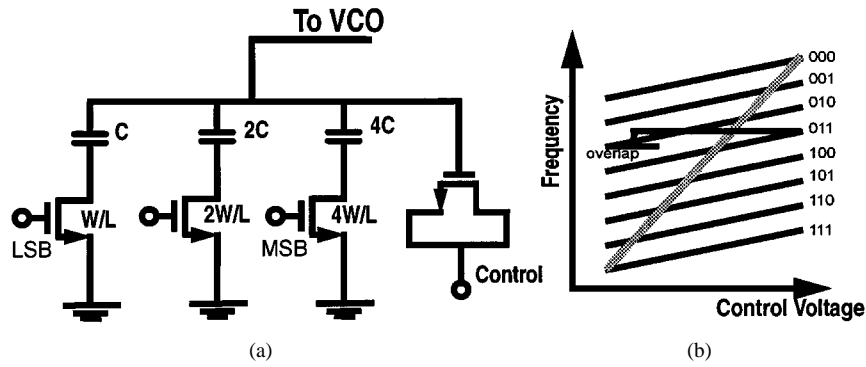 To VCO
C
2C
4C
W/L
2W/L
4W/L
LSB
MSB
Control
(a)
Frequency
overlap
000
001
010
011
100
101
110
111
Control Voltage
(b)